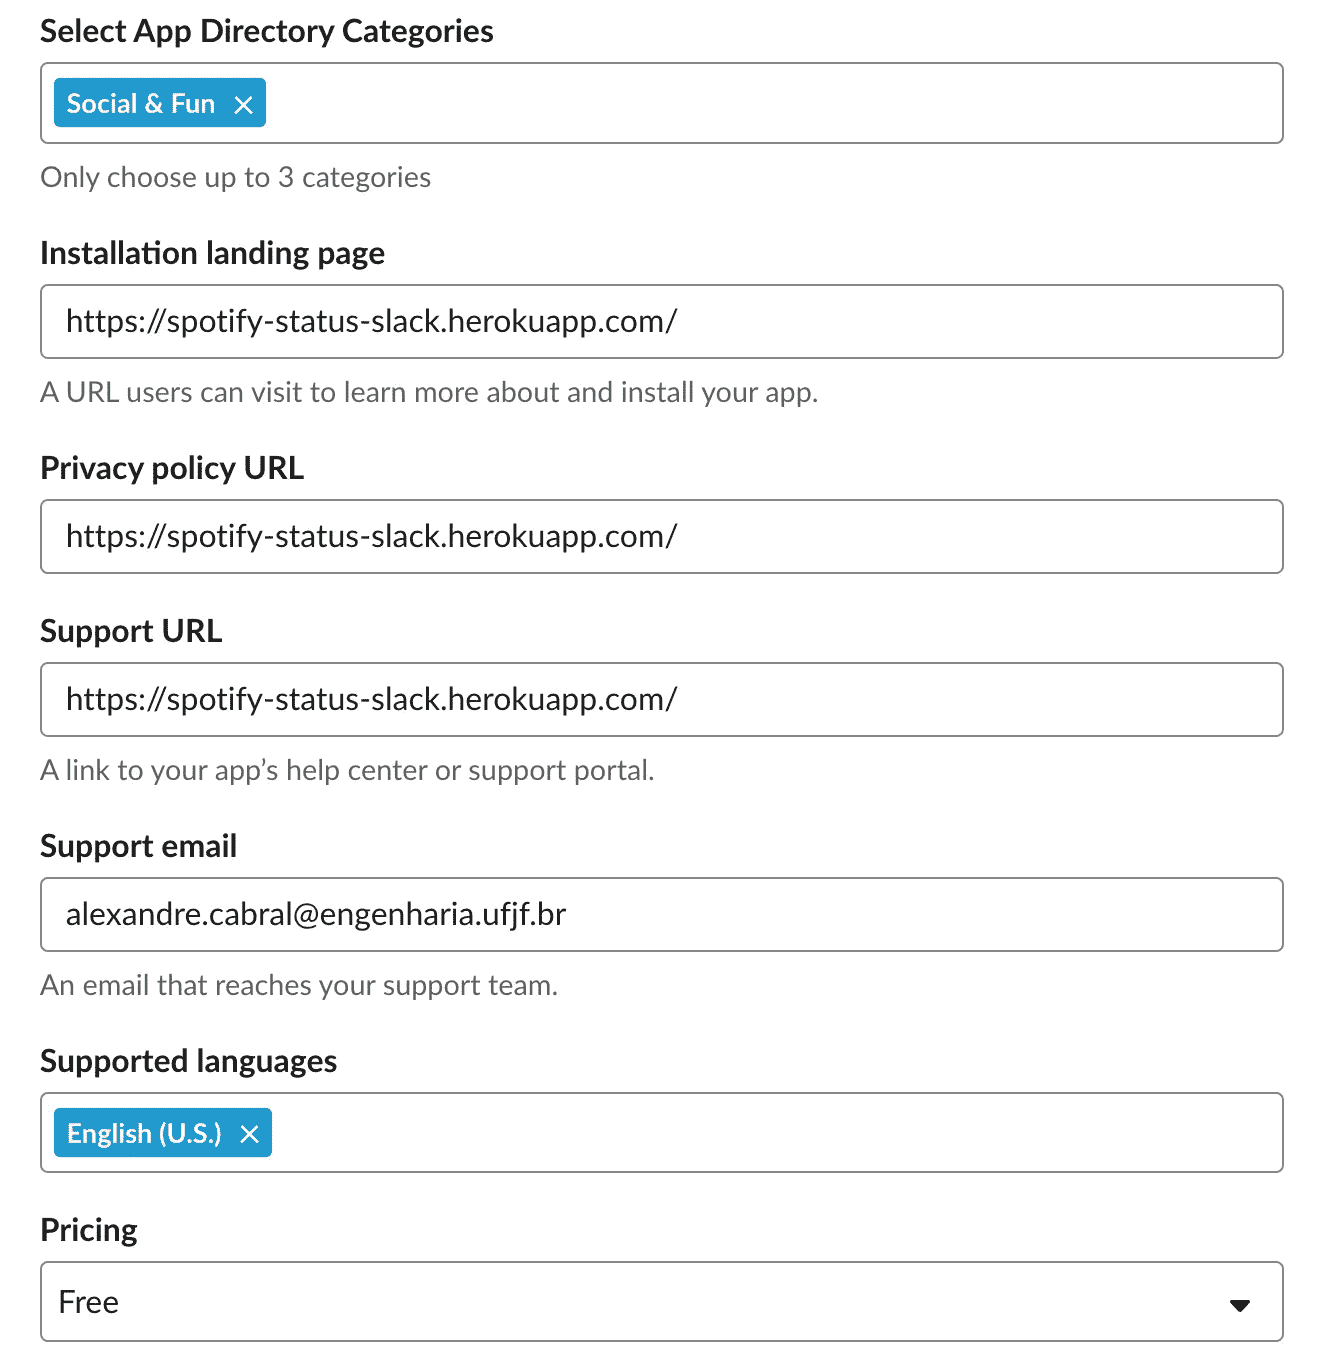 Select App Directory Categories
Social & Fun ×
Only choose up to 3 categories
Installation landing page
https://spotify-status-slack.herokuapp.com/
A URL users can visit to learn more about and install your app.
Privacy policy URL
https://spotify-status-slack.herokuapp.com/
Support URL
https://spotify-status-slack.herokuapp.com/
A link to your app’s help center or support portal.
Support email
alexandre.cabral@engenharia.ufjf.br
An email that reaches your support team.
Supported languages
English (U.S.) ×
Pricing
Free